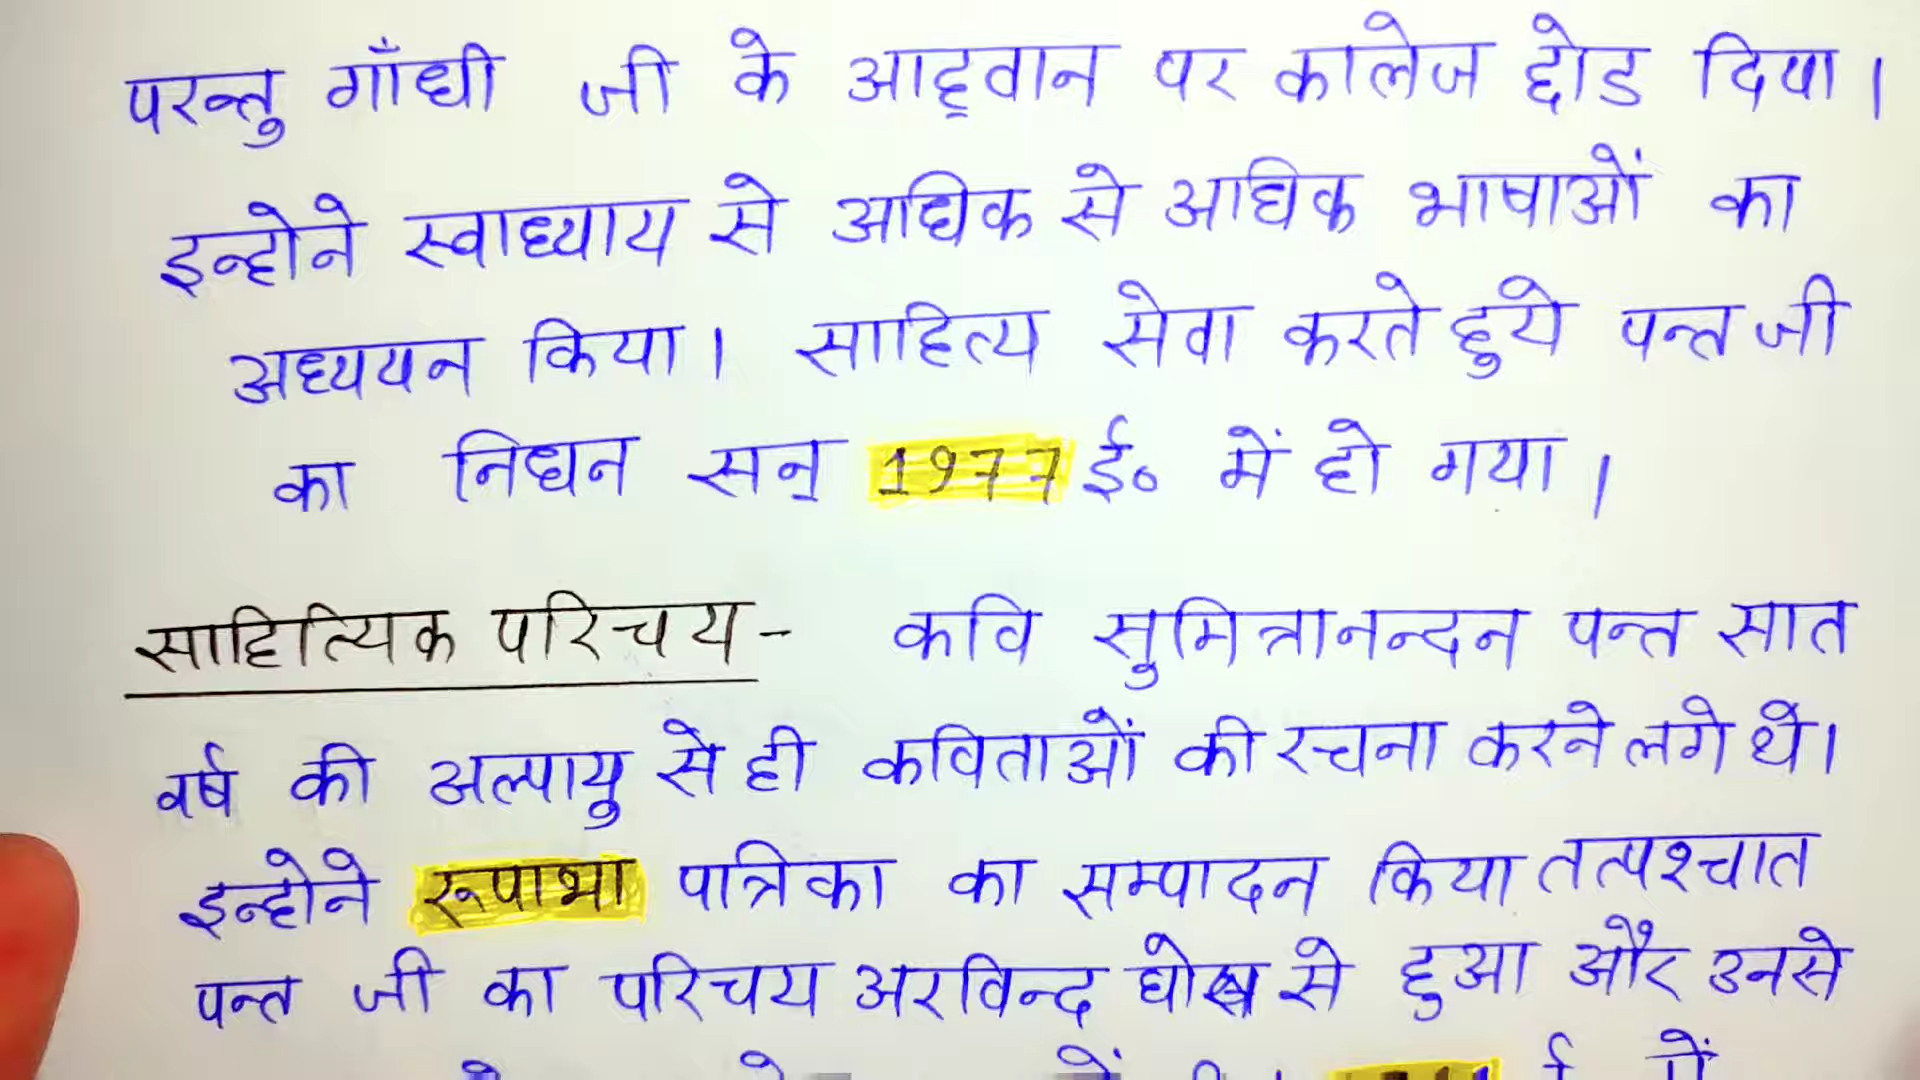 परन्तु गाँधी जी के आह्वान पर कालेज छोड दिया।
इन्होने स्वाध्याय से अधिक से अधिक भाषाओं का
अध्ययन किया। साहित्य सेवा करते हुये पन्त जी
का निधन सन् 1977 ई० में हो गया।
साहित्यिक परिचय- कवि सुमित्रानन्दन पन्त सात
वर्ष की अल्पायु से ही कविताओं की रचना करने लगे थे।
इन्होने रूपाभा पत्रिका का सम्पादन किया तत्पश्चात
पन्त जी का परिचय अरविन्द घोष से हुआ और उनसे